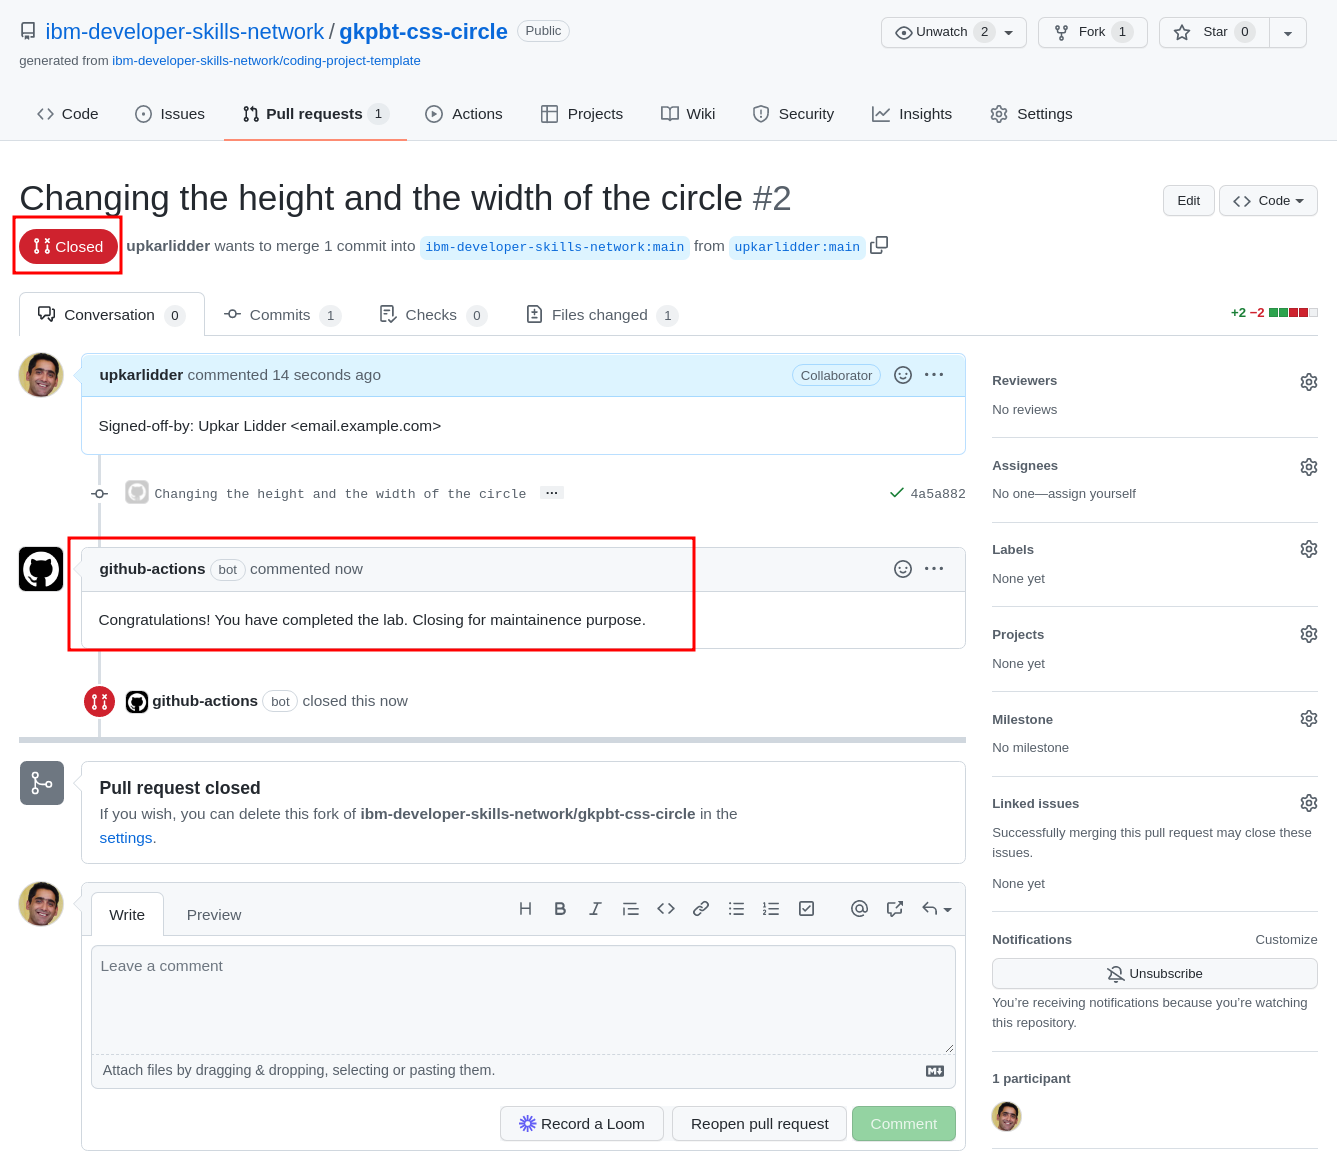 ibm-developer-skills-network / gkpbt-css-circle Public
Unwatch 2 Fork 1 Star 0
generated from ibm-developer-skills-network/coding-project-template
Code Issues Pull requests 1 Actions Projects Wiki Security Insights Settings
Changing the height and the width of the circle #2
Edit Code
Closed upkarlidder wants to merge 1 commit into ibm-developer-skills-network:main from upkarlidder:main
Conversation 0 Commits 1 Checks 0 Files changed 1 +2 −2
upkarlidder commented 14 seconds ago Collaborator
Signed-off-by: Upkar Lidder <email.example.com>
Changing the height and the width of the circle ... 4a5a882
github-actions bot commented now
Congratulations! You have completed the lab. Closing for maintainence purpose.
github-actions bot closed this now
Pull request closed
If you wish, you can delete this fork of ibm-developer-skills-network/gkpbt-css-circle in the
settings.
Write Preview
Leave a comment
Attach files by dragging & dropping, selecting or pasting them.
Record a Loom Reopen pull request Comment
Reviewers
No reviews
Assignees
No one—assign yourself
Labels
None yet
Projects
None yet
Milestone
No milestone
Linked issues
Successfully merging this pull request may close these
issues.
None yet
Notifications Customize
Unsubscribe
You’re receiving notifications because you’re watching
this repository.
1 participant